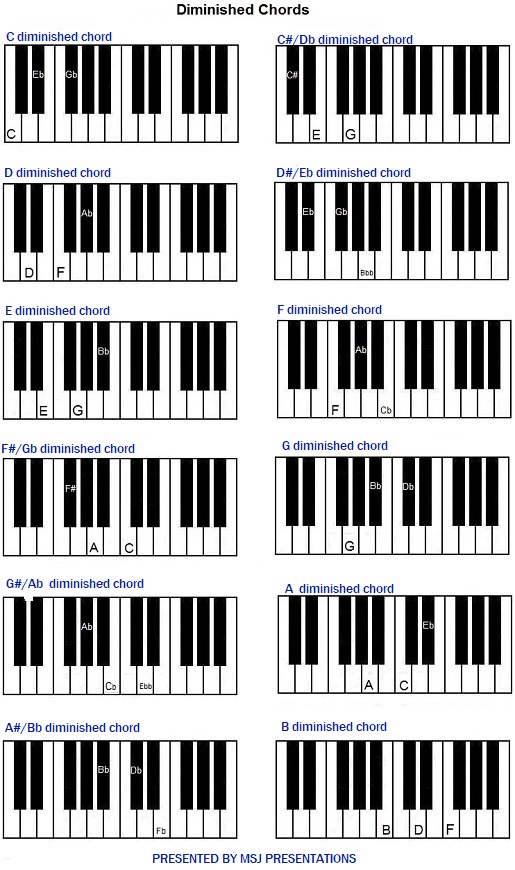 Diminished Chords
C diminished chord
Eb Gb
C
C#/Db diminished chord
C#
E G
D diminished chord
Ab
D F
D#/Eb diminished chord
Eb Gb
Bbb
E diminished chord
Bb
E G
F diminished chord
Ab
F Cb
F#/Gb diminished chord
F#
A C
G diminished chord
Bb Db
G
G#/Ab diminished chord
Ab
Cb Ebb
A diminished chord
Eb
A C
A#/Bb diminished chord
Bb Db
Fb
B diminished chord
B D F
PRESENTED BY MSJ PRESENTATIONS